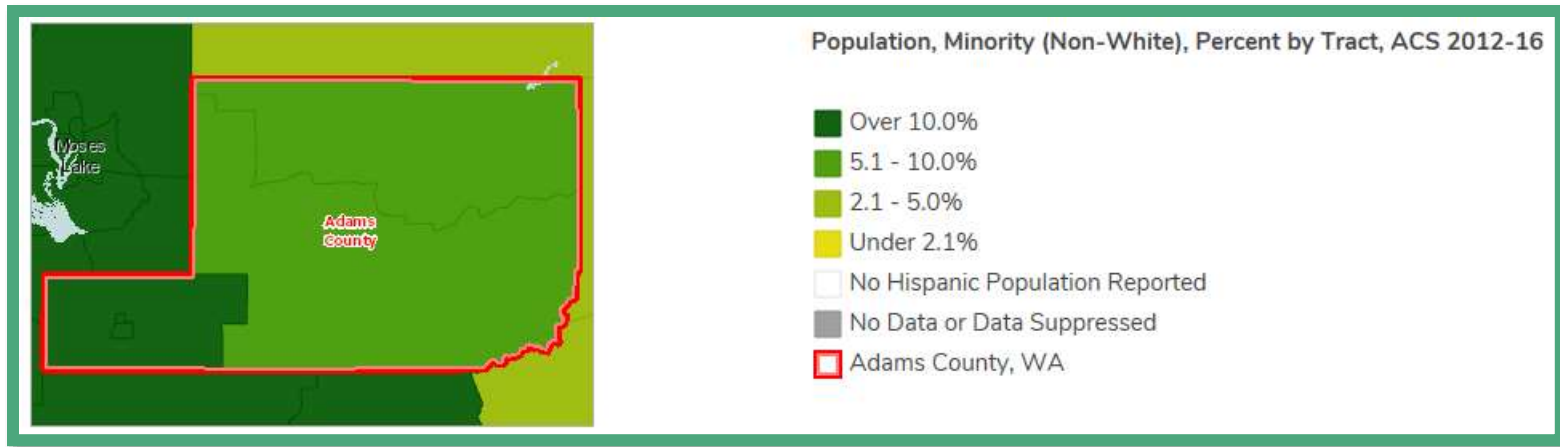 Population, Minority (Non-White), Percent by Tract, ACS 2012-16
Moses
Lake
Adams
County
Over 10.0%
5.1 - 10.0%
2.1 - 5.0%
Under 2.1%
No Hispanic Population Reported
No Data or Data Suppressed
Adams County, WA